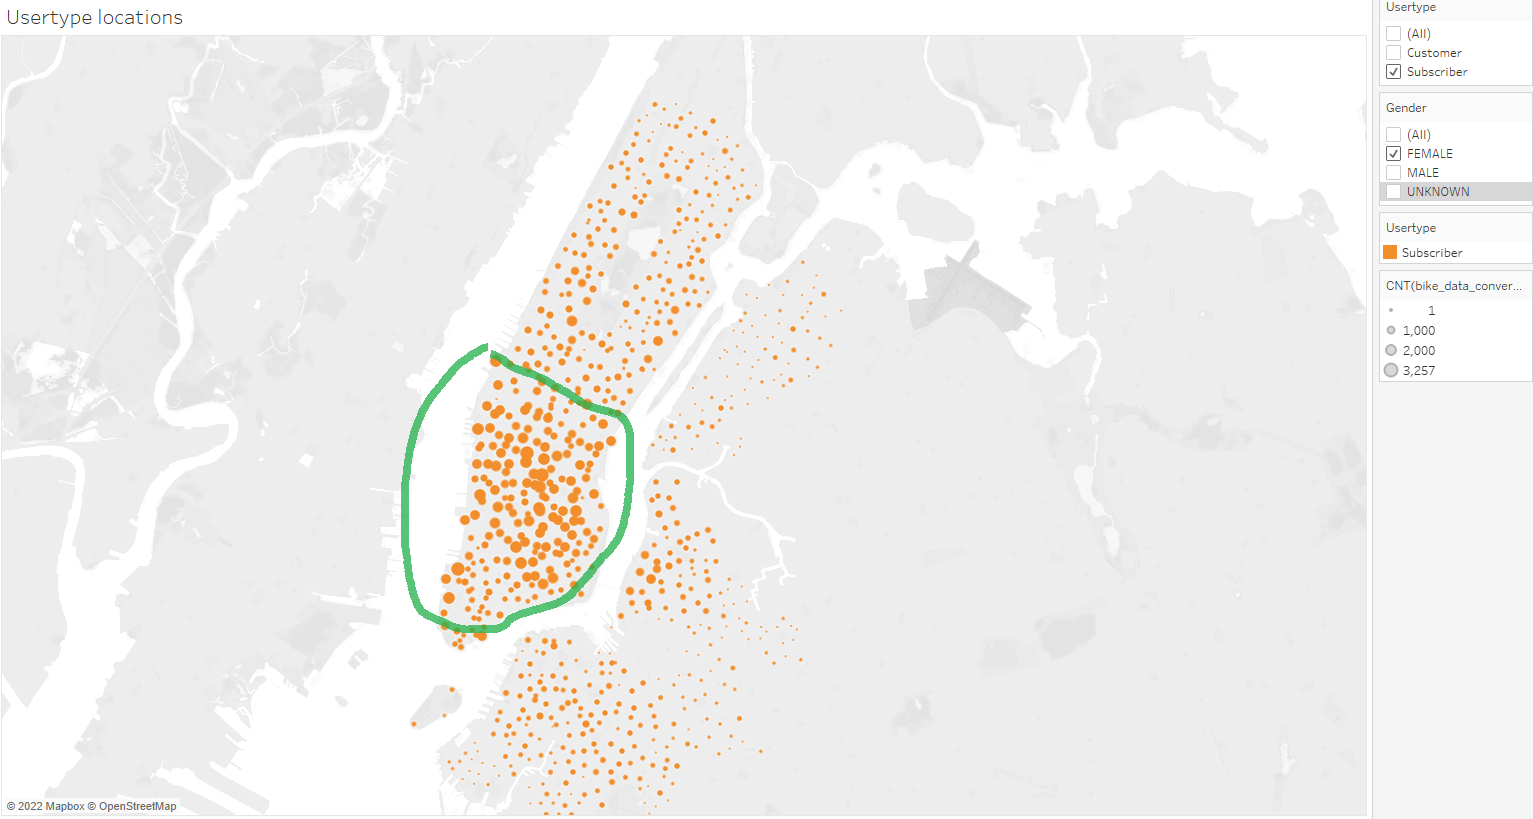 Usertype locations
Usertype
(All)
Customer
Subscriber
Gender
(All)
FEMALE
MALE
UNKNOWN
Usertype
Subscriber
CNT(bike_data_conver...
1
1,000
2,000
3,257
© 2022 Mapbox © OpenStreetMap